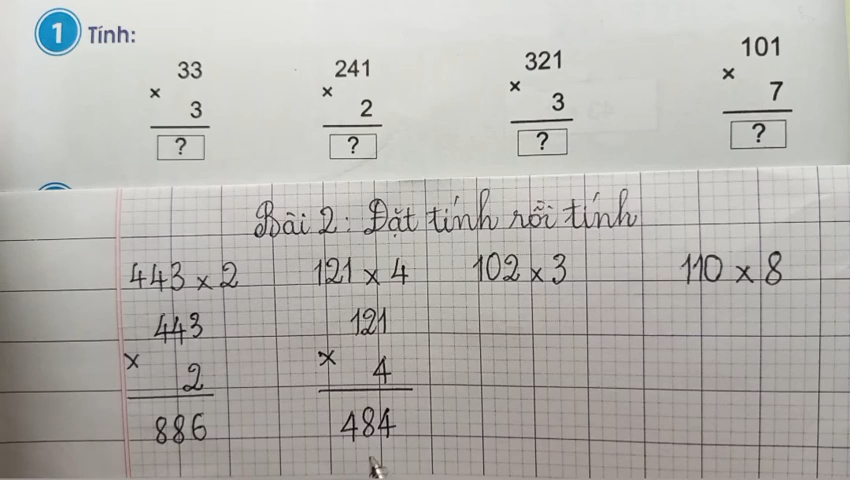 1 Tính:
33 241 321 101
× × × ×
3 2 3 7
? ? ? ?
Bài 2: Đặt tính rồi tính
443 x 2 121 x 4 102 x 3 110 x 8
443 121
x x
2 4
886 484